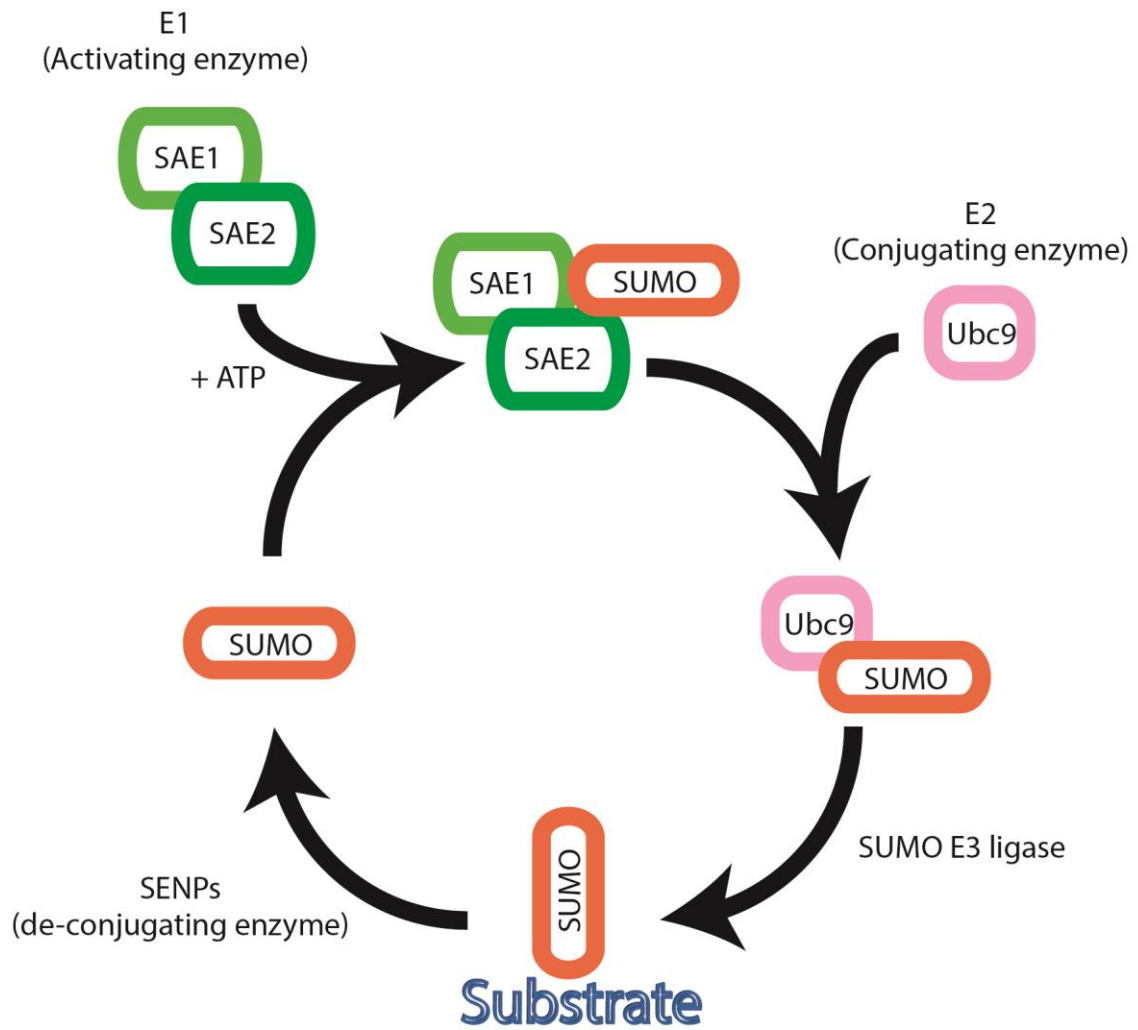 E1
(Activating enzyme)
SAE1
SAE2
+ ATP
SAE1
SUMO
SAE2
E2
(Conjugating enzyme)
Ubc9
Ubc9
SUMO
SUMO E3 ligase
SUMO
Substrate
SENPs
(de-conjugating enzyme)
SUMO